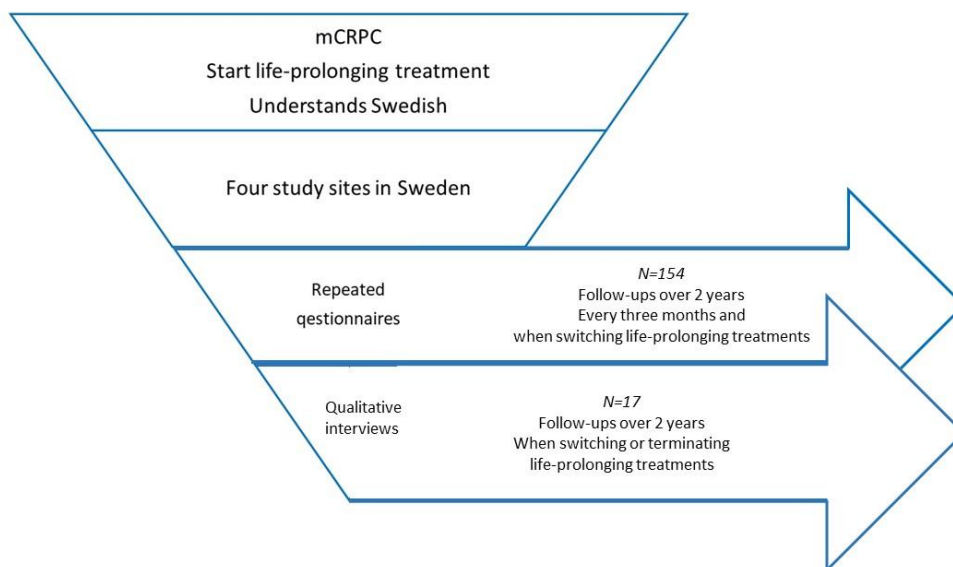 mCRPC
Start life-prolonging treatment
Understands Swedish
Four study sites in Sweden
Repeated
qestionnaires
N=154
Follow-ups over 2 years
Every three months and
when switching life-prolonging treatments
Qualitative
interviews
N=17
Follow-ups over 2 years
When switching or terminating
life-prolonging treatments